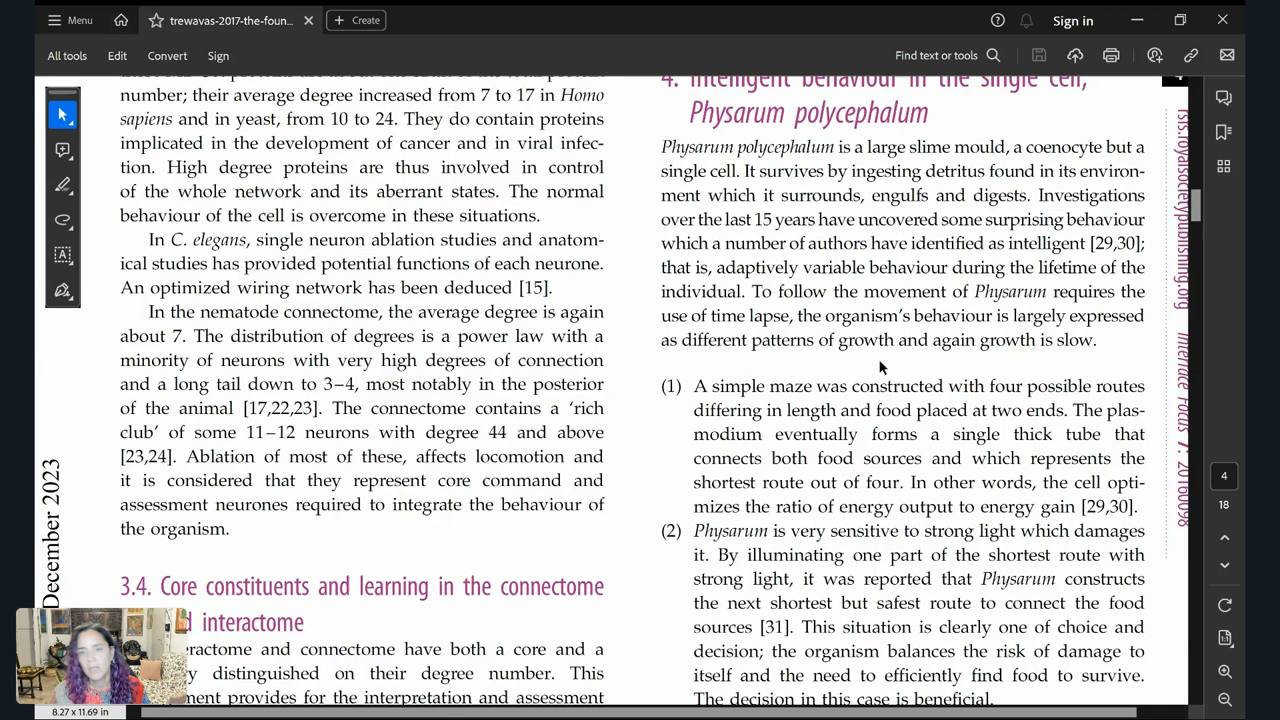 Menu
trewavas-2017-the-foun...
Create
Sign in
All tools
Edit
Convert
Sign
Find text or tools
number; their average degree increased from 7 to 17 in Homo
sapiens and in yeast, from 10 to 24. They do contain proteins
implicated in the development of cancer and in viral infec-
tion. High degree proteins are thus involved in control
of the whole network and its aberrant states. The normal
behaviour of the cell is overcome in these situations.
In C. elegans, single neuron ablation studies and anatom-
ical studies has provided potential functions of each neurone.
An optimized wiring network has been deduced [15].
In the nematode connectome, the average degree is again
about 7. The distribution of degrees is a power law with a
minority of neurons with very high degrees of connection
and a long tail down to 3–4, most notably in the posterior
of the animal [17,22,23]. The connectome contains a ‘rich
club’ of some 11–12 neurons with degree 44 and above
[23,24]. Ablation of most of these, affects locomotion and
it is considered that they represent core command and
assessment neurones required to integrate the behaviour of
the organism.
3.4. Core constituents and learning in the connectome
d interactome
eractome and connectome have both a core and a
y distinguished on their degree number. This
ment provides for the interpretation and assessment
4. Intelligent behaviour in the single cell,
Physarum polycephalum
Physarum polycephalum is a large slime mould, a coenocyte but a
single cell. It survives by ingesting detritus found in its environ-
ment which it surrounds, engulfs and digests. Investigations
over the last 15 years have uncovered some surprising behaviour
which a number of authors have identified as intelligent [29,30];
that is, adaptively variable behaviour during the lifetime of the
individual. To follow the movement of Physarum requires the
use of time lapse, the organism's behaviour is largely expressed
as different patterns of growth and again growth is slow.
(1) A simple maze was constructed with four possible routes
differing in length and food placed at two ends. The plas-
modium eventually forms a single thick tube that
connects both food sources and which represents the
shortest route out of four. In other words, the cell opti-
mizes the ratio of energy output to energy gain [29,30].
(2) Physarum is very sensitive to strong light which damages
it. By illuminating one part of the shortest route with
strong light, it was reported that Physarum constructs
the next shortest but safest route to connect the food
sources [31]. This situation is clearly one of choice and
decision; the organism balances the risk of damage to
itself and the need to efficiently find food to survive.
The decision in this case is beneficial.
December 2023
rsfs.royalsocietypublishing.org
Interface Focus 7: 20160098
4
18
8.27 x 11.69 in